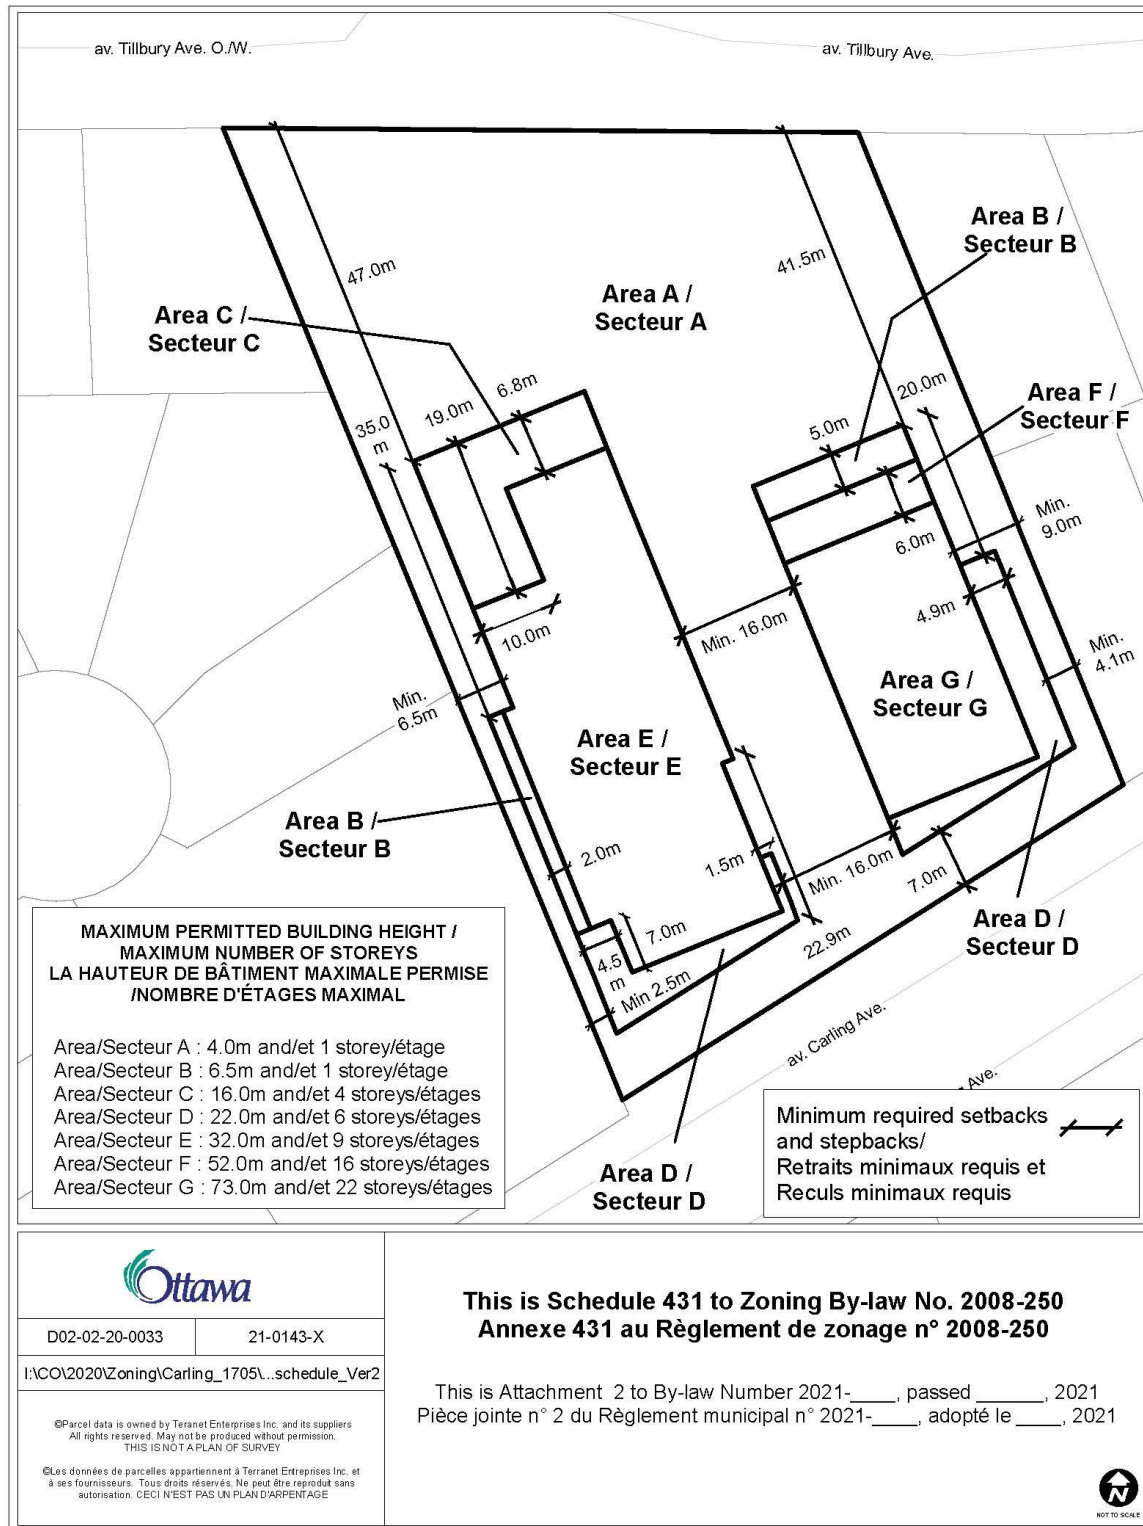 av. Tillbury Ave. O./W.
av. Tillbury Ave.
Area B /
Secteur B
47.0m
41.5m
Area A /
Secteur A
Area C /
Secteur C
6.8m
19.0m
35.0
m
20.0m
Area F /
Secteur F
5.0m
6.0m
Min.
9.0m
4.9m
10.0m
Min. 16.0m
Min.
4.1m
Min.
6.5m
Area G /
Secteur G
Area E /
Secteur E
Area B /
Secteur B
2.0m
1.5m
Min. 16.0m
7.0m
22.9m
7.0m
4.5
m
Min 2.5m
Area D /
Secteur D
av. Carling Ave.
Ave.
Area D /
Secteur D
MAXIMUM PERMITTED BUILDING HEIGHT /
MAXIMUM NUMBER OF STOREYS
LA HAUTEUR DE BÂTIMENT MAXIMALE PERMISE
/NOMBRE D'ÉTAGES MAXIMAL
Area/Secteur A : 4.0m and/et 1 storey/étage
Area/Secteur B : 6.5m and/et 1 storey/étage
Area/Secteur C : 16.0m and/et 4 storeys/étages
Area/Secteur D : 22.0m and/et 6 storeys/étages
Area/Secteur E : 32.0m and/et 9 storeys/étages
Area/Secteur F : 52.0m and/et 16 storeys/étages
Area/Secteur G : 73.0m and/et 22 storeys/étages
Minimum required setbacks
and stepbacks/
Retraits minimaux requis et
Reculs minimaux requis
Ottawa
D02-02-20-0033
21-0143-X
I:\CO\2020\Zoning\Carling_1705\...schedule_Ver2
©Parcel data is owned by Teranet Enterprises Inc. and its suppliers
All rights reserved. May not be produced without permission.
THIS IS NOT A PLAN OF SURVEY
©Les données de parcelles appartiennent à Terranet Entreprises Inc. et
à ses fournisseurs. Tous droits réservés. Ne peut être reproduit sans
autorisation. CECI N'EST PAS UN PLAN D'ARPENTAGE
This is Schedule 431 to Zoning By-law No. 2008-250
Annexe 431 au Règlement de zonage n° 2008-250
This is Attachment 2 to By-law Number 2021-____, passed ______, 2021
Pièce jointe n° 2 du Règlement municipal n° 2021-____, adopté le ____, 2021
N
NOT TO SCALE